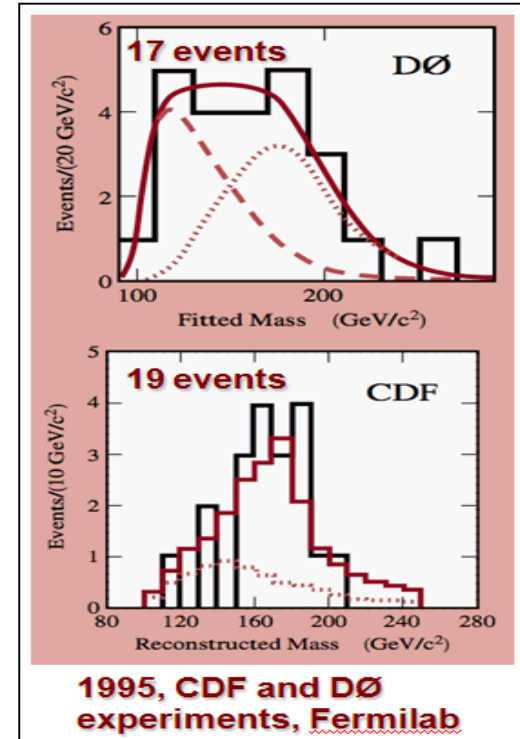 17 events
DØ
6
4
2
0
Events/(20 GeV/c²)
100
200
Fitted Mass (GeV/c²)
19 events
CDF
5
4
3
2
1
0
Events/(10 GeV/c²)
80
120
160
200
240
280
Reconstructed Mass (GeV/c²)
1995, CDF and DØ
experiments, Fermilab